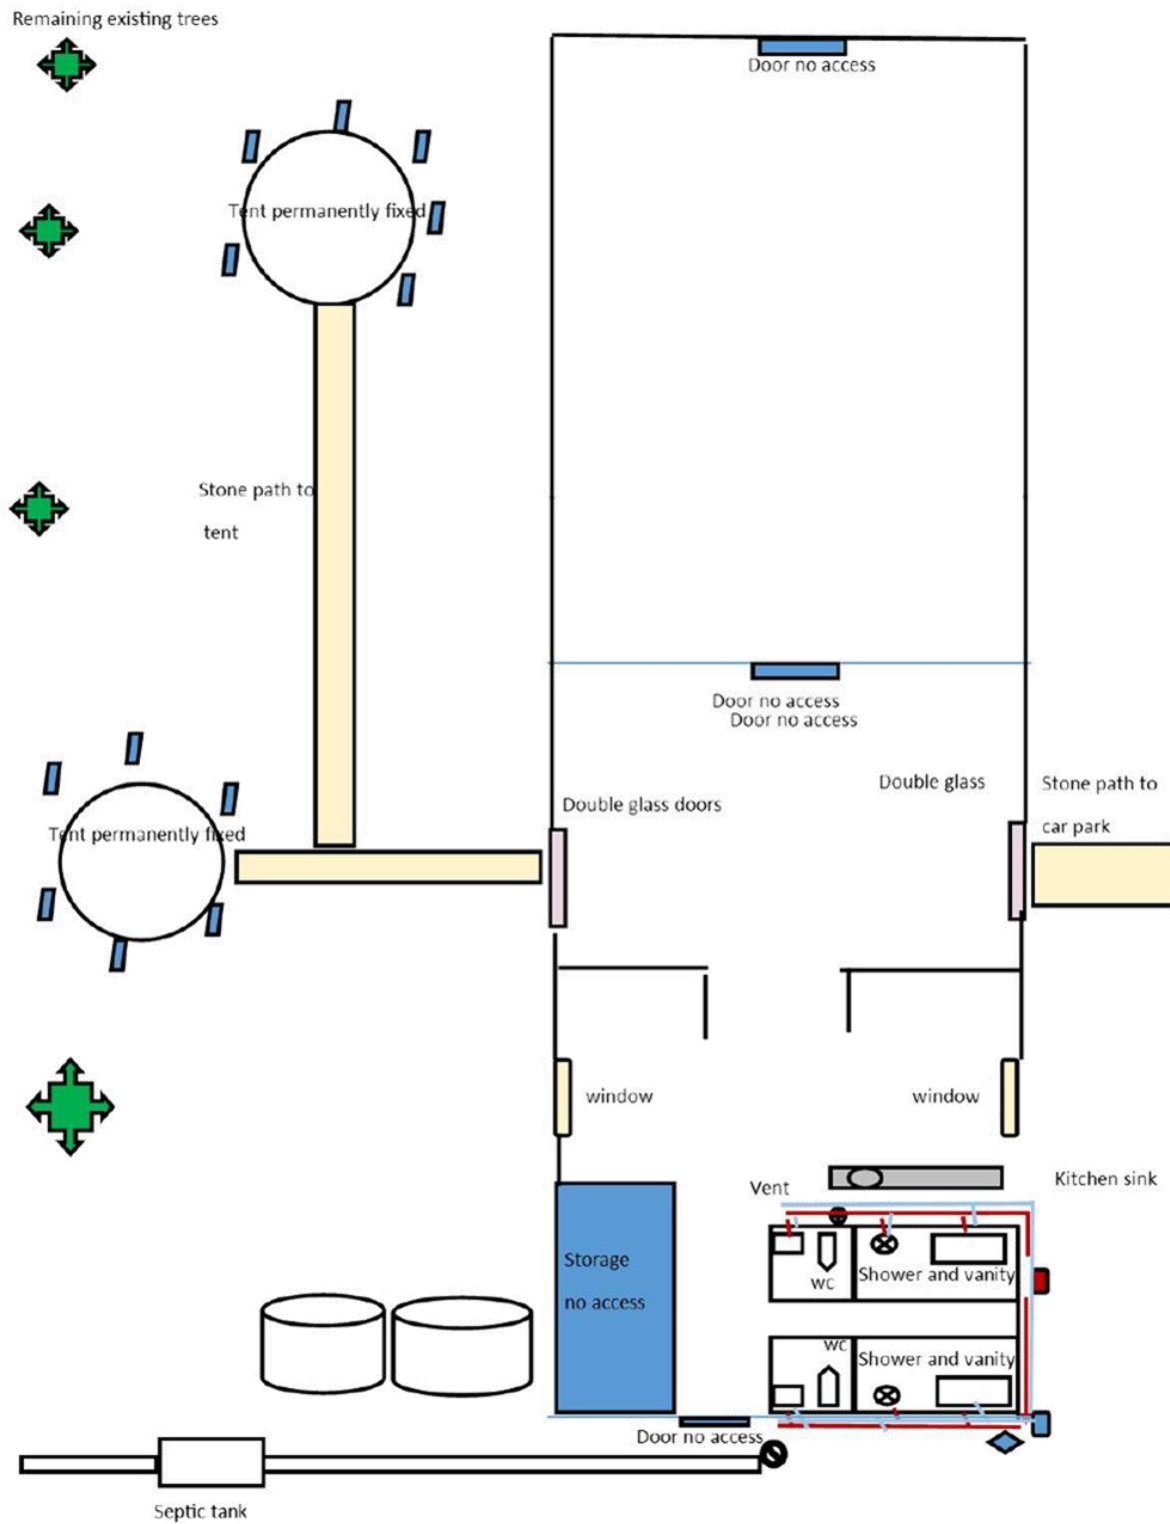 Remaining existing trees
Door no access
Tent permanently fixed
Stone path to
tent
Door no access
Door no access
Double glass
Stone path to
car park
Double glass doors
Tent permanently fixed
window
window
Kitchen sink
Vent
Storage
no access
wc
Shower and vanity
wc
Shower and vanity
Door no access
Septic tank